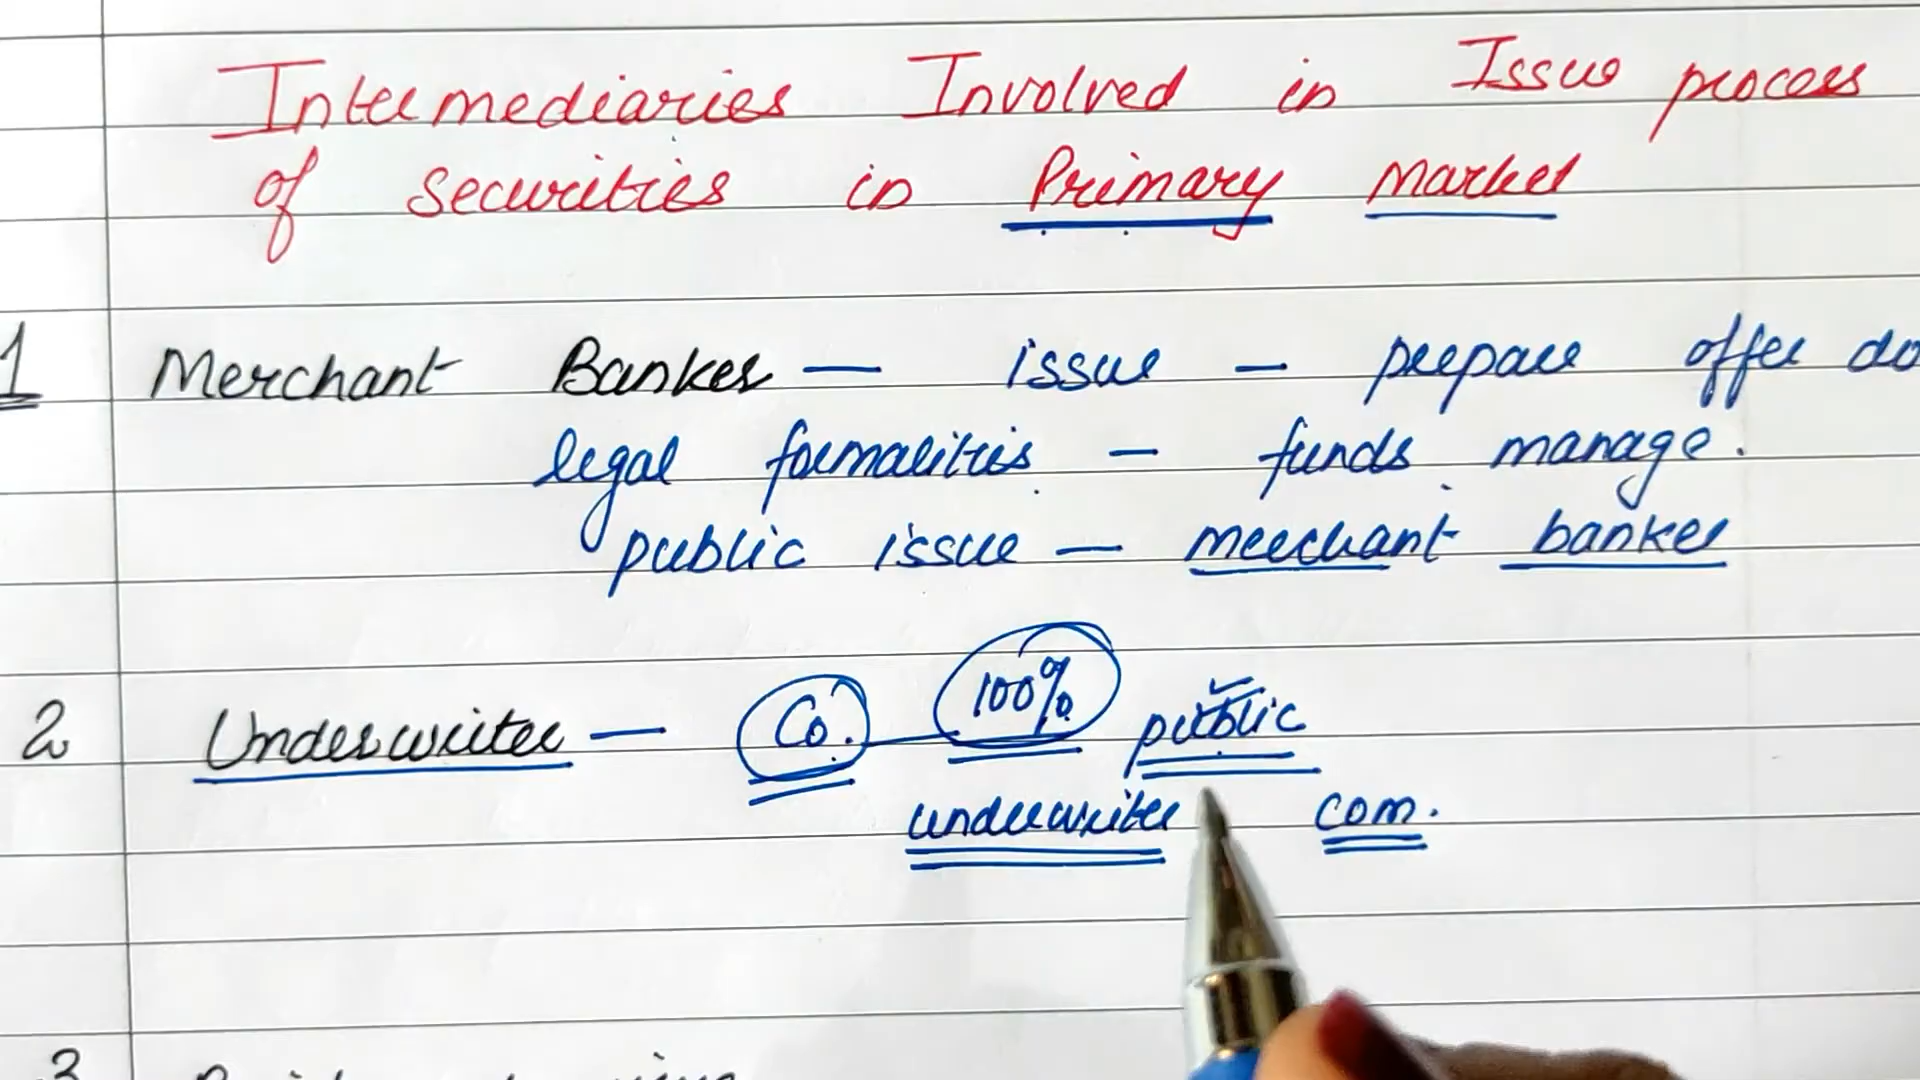 Intermediaries Involved in Issue process
of securities in Primary Market
1 Merchant Banker — issue — prepare offer do
legal formalities — funds manage.
public issue — merchant banker
2 Underwriter — Co. 100% public
underwriter com.
3